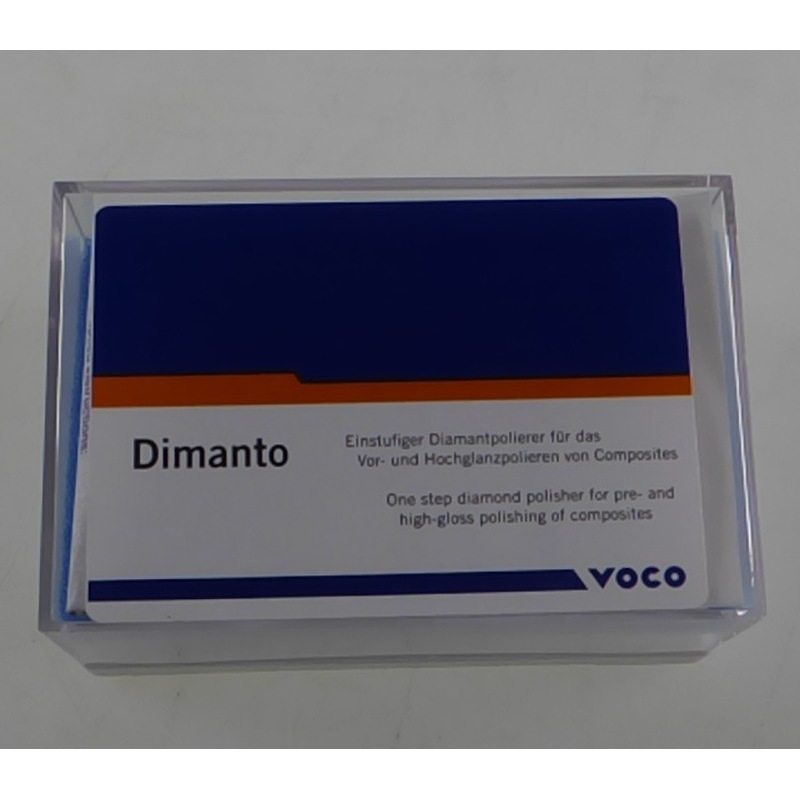 Dimanto
Einstufiger Diamantpolierer für das
Vor- und Hochglanzpolieren von Composites
One step diamond polisher for pre- and
high-gloss polishing of composites
VOCO